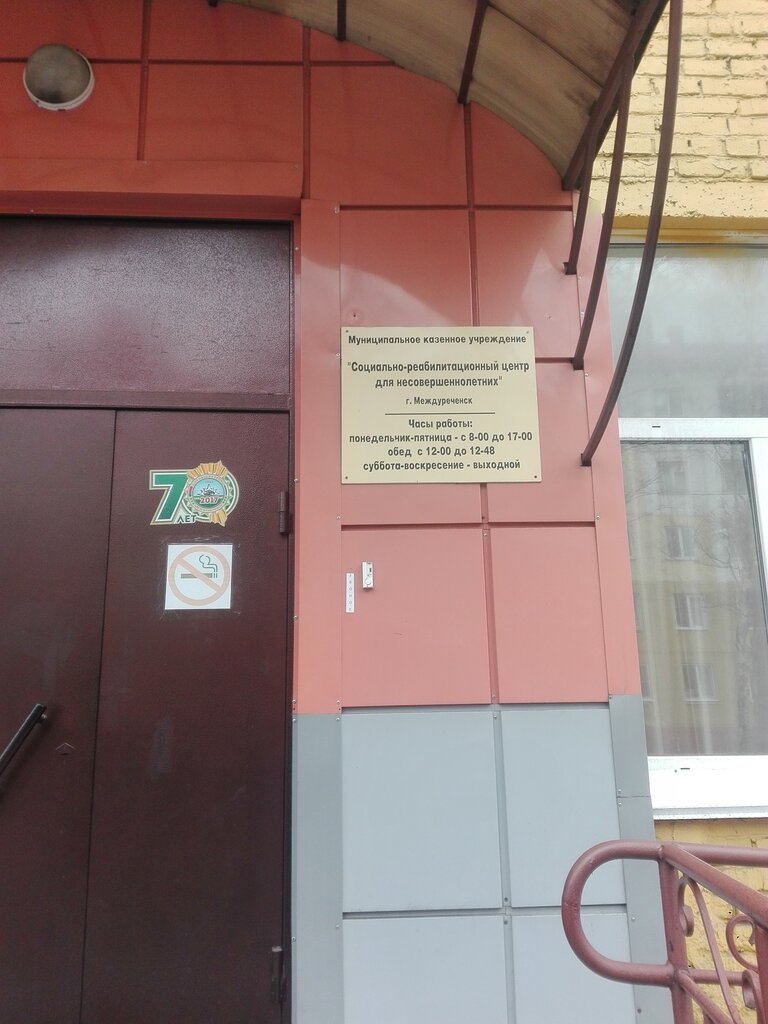 Муниципальное казенное учреждение
"Социально-реабилитационный центр
для несовершеннолетних"
г. Междуреченск
Часы работы:
понедельник-пятница - с 8-00 до 17-00
обед с 12-00 до 12-48
суббота-воскресение - выходной
70
2017
ЛЕТ